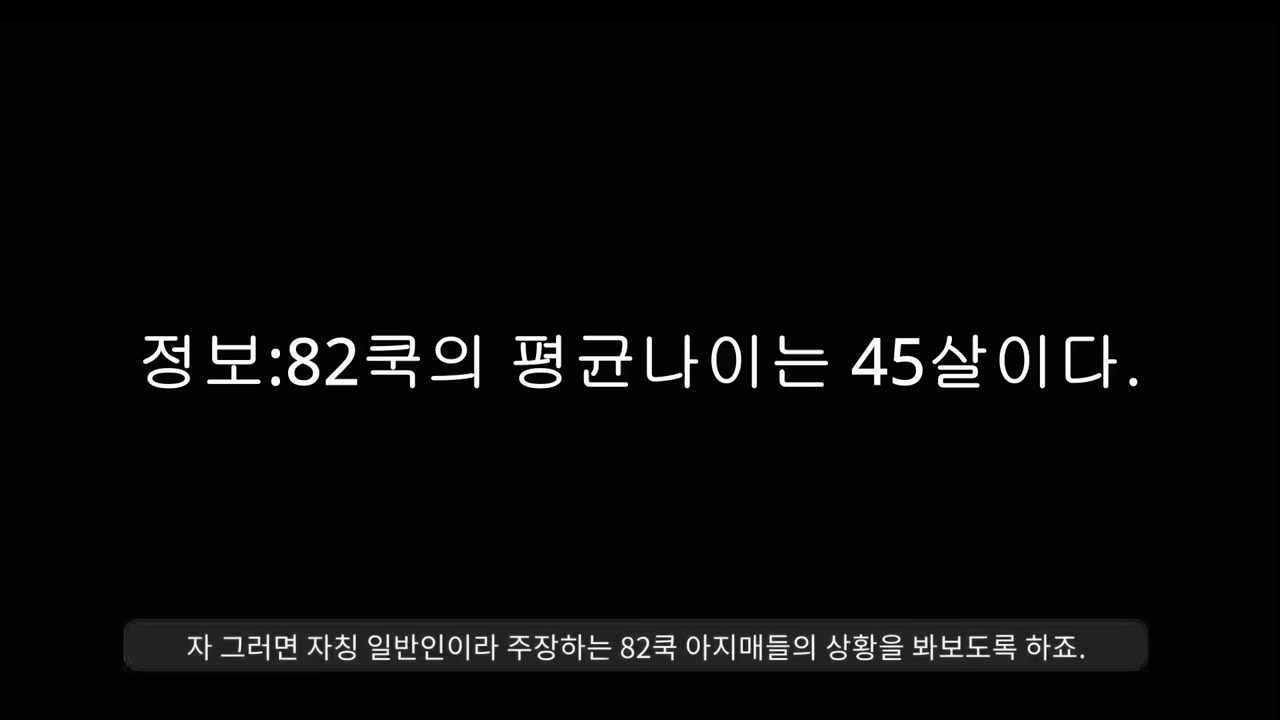 정보:82쿡의 평균나이는 45살이다.
자 그러면 자칭 일반인이라 주장하는 82쿡 아지매들의 상황을 봐보도록 하죠.